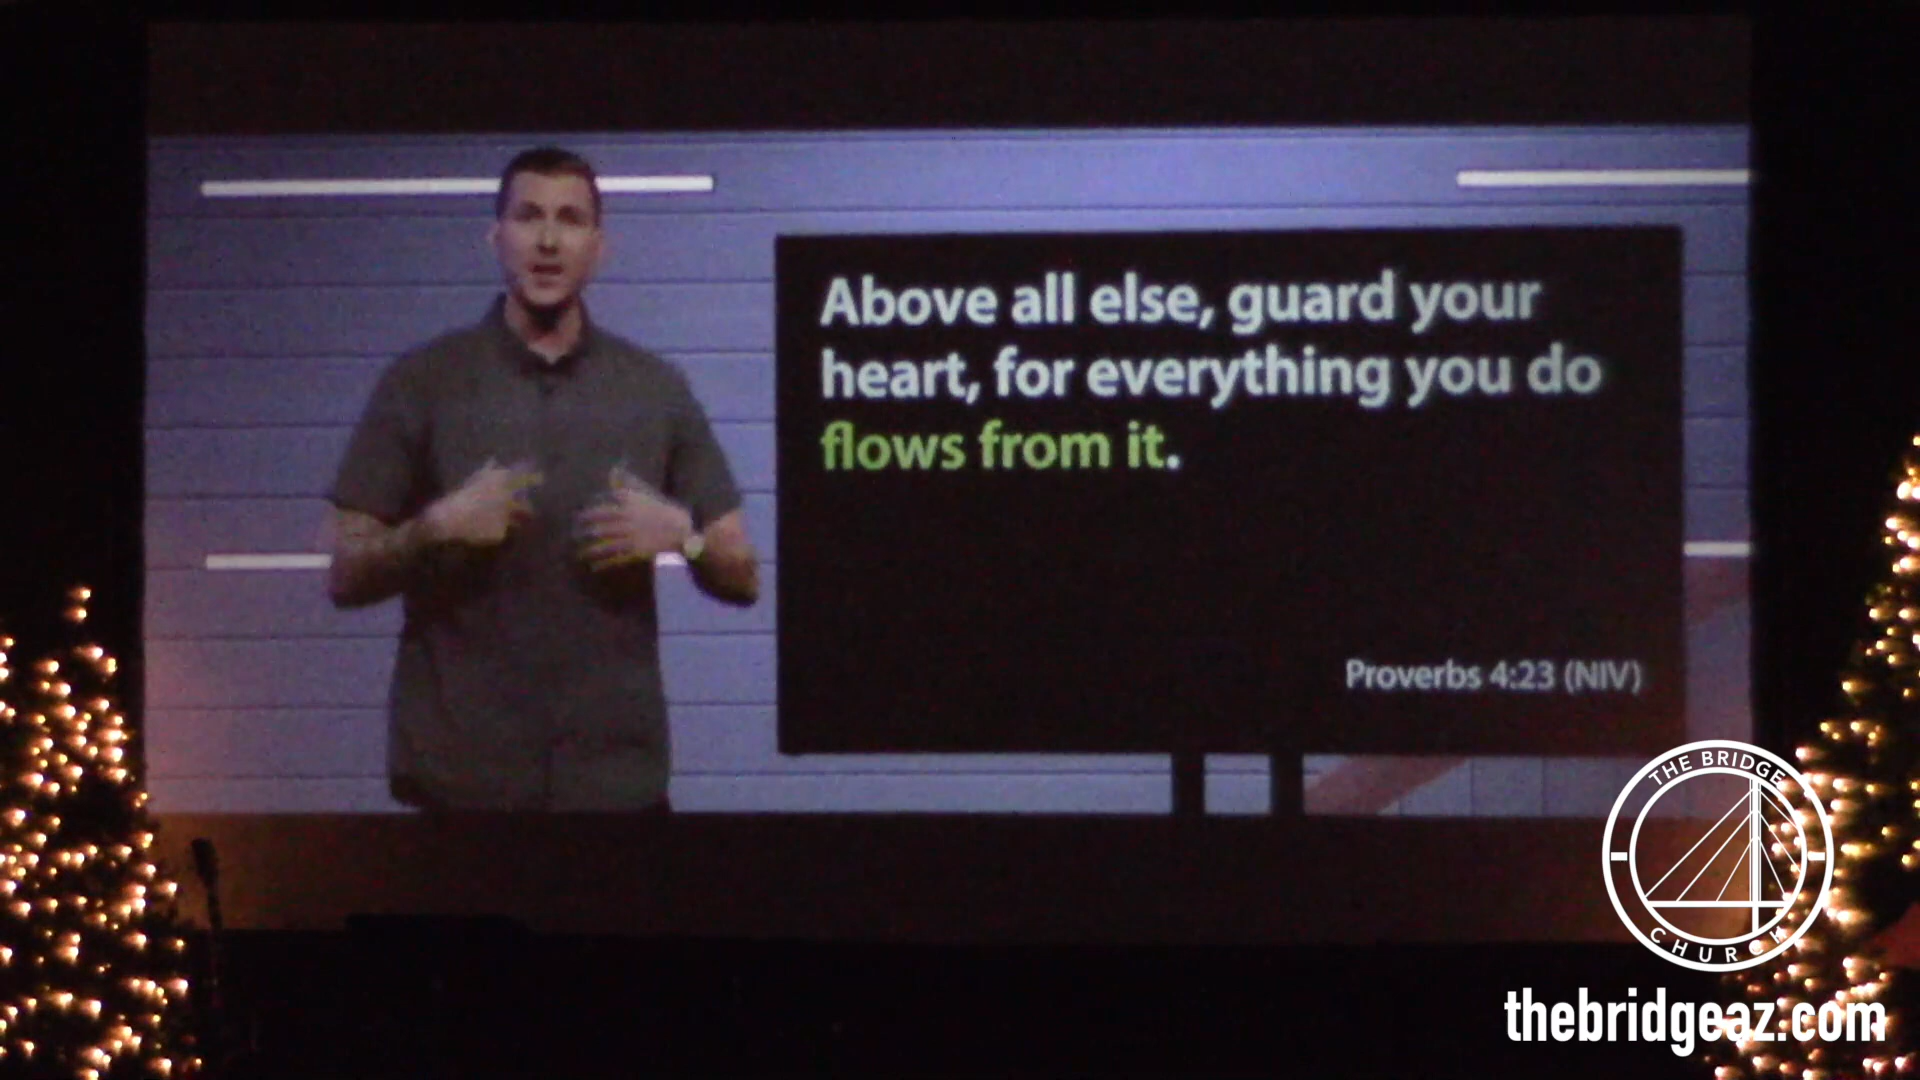 Above all else, guard your
heart, for everything you do
flows from it.
Proverbs 4:23 (NIV)
THE BRIDGE
CHURCH
thebridgeaz.com